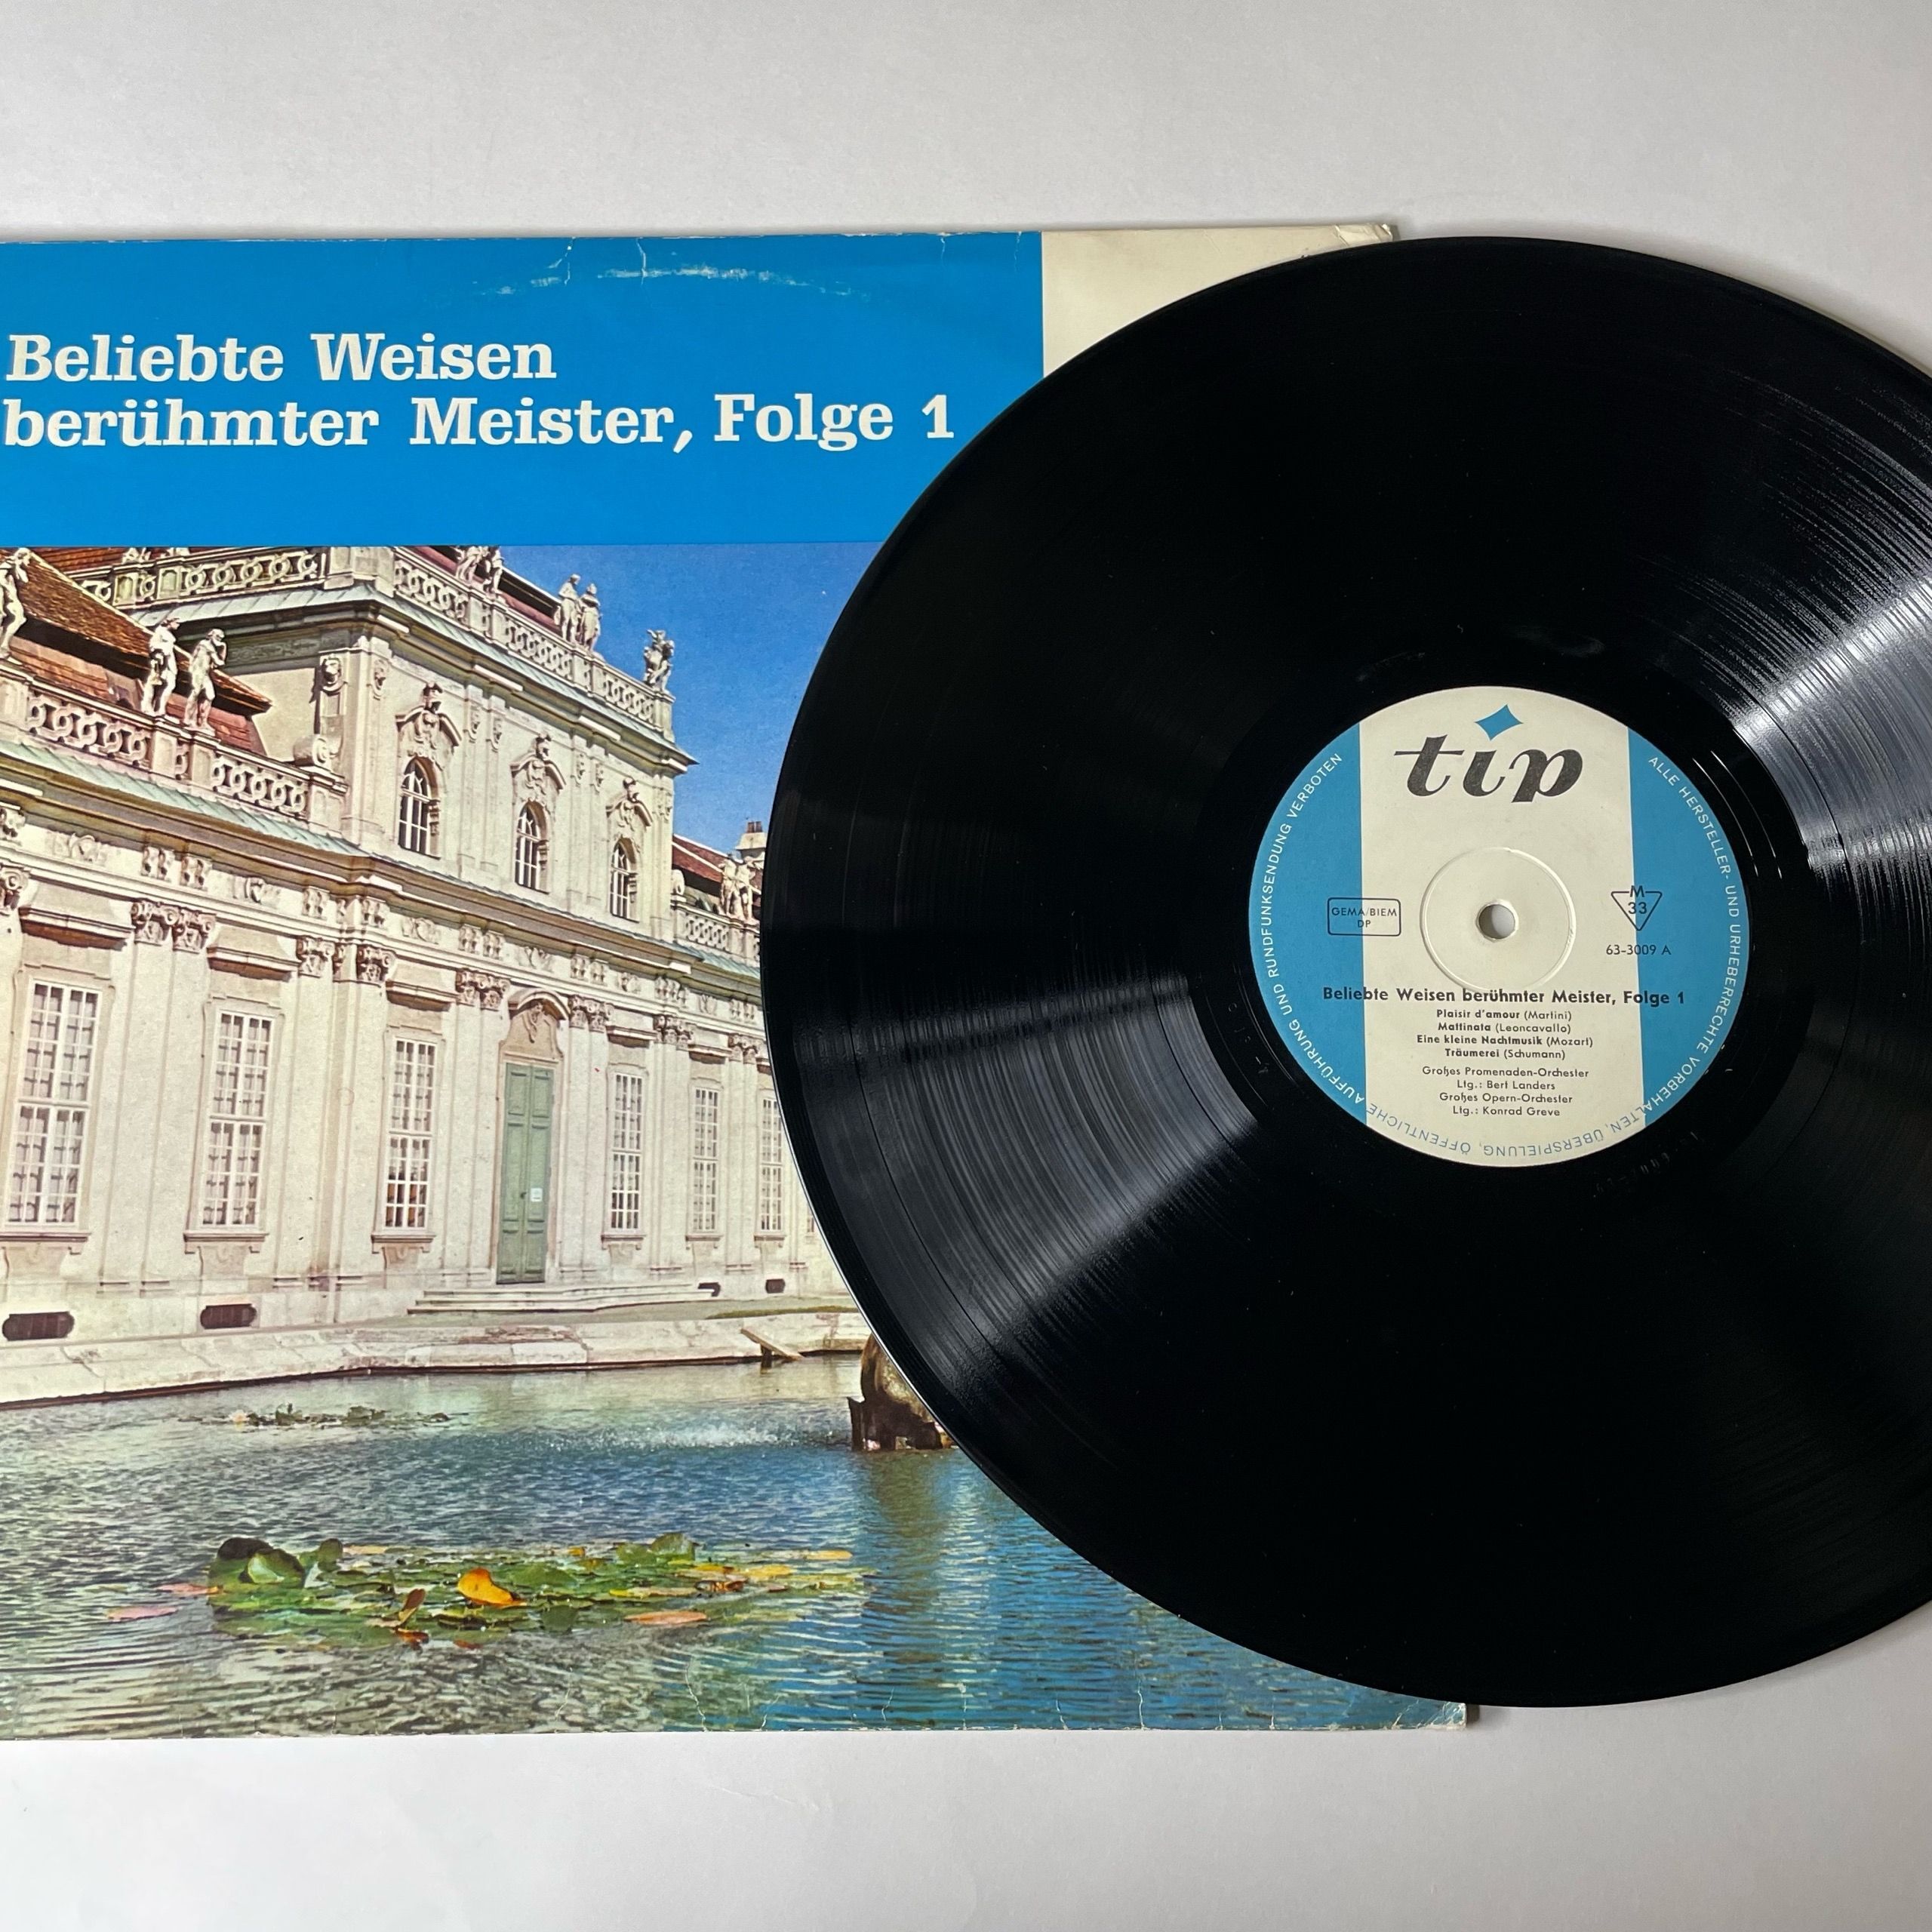 Beliebte Weisen
berühmter Meister, Folge 1
tip
ALLE HERSTELLER- UND URHEBERRECHTE VORBEHALTEN, ÜBERSPIELUNG, ÖFFENTLICHE AUFFÜHRUNG UND RUNDFUNKSENDUNG VERBOTEN
GEMA/BIEM
DP
M
33
63-3009 A
Beliebte Weisen berühmter Meister, Folge 1
Plaisir d'amour (Martini)
Mattinata (Leoncavallo)
Eine kleine Nachtmusik (Mozart)
Träumerei (Schumann)
Großes Promenaden-Orchester
Ltg.: Bert Landers
Großes Opern-Orchester
Ltg.: Konrad Greve